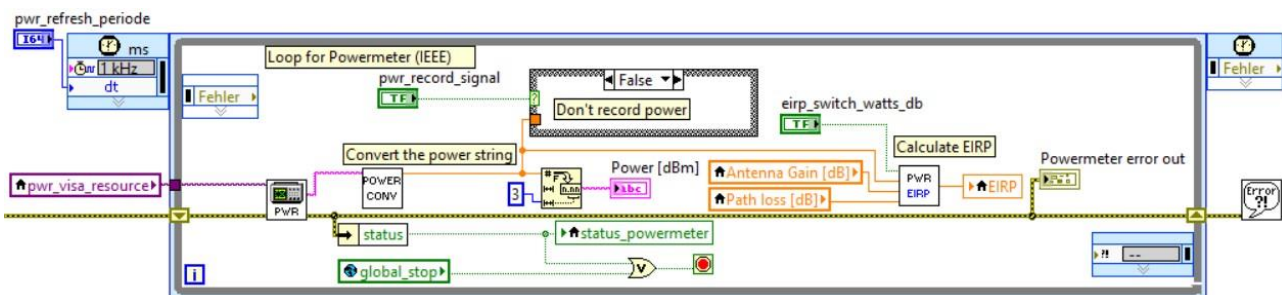 pwr_refresh_periode
I64
ms
1 kHz
dt
Fehler
Loop for Powermeter (IEEE)
pwr_record_signal
TF
False
Don't record power
eirp_switch_watts_db
TF
Fehler
Convert the power string
Calculate EIRP
pwr_visa_resource
PWR
POWER
CONV
3
Power [dBm]
abc
Antenna Gain [dB]
Path loss [dB]
PWR
EIRP
EIRP
Powermeter error out
status
status_powermeter
global_stop
V
i
?!
--
Error
?!